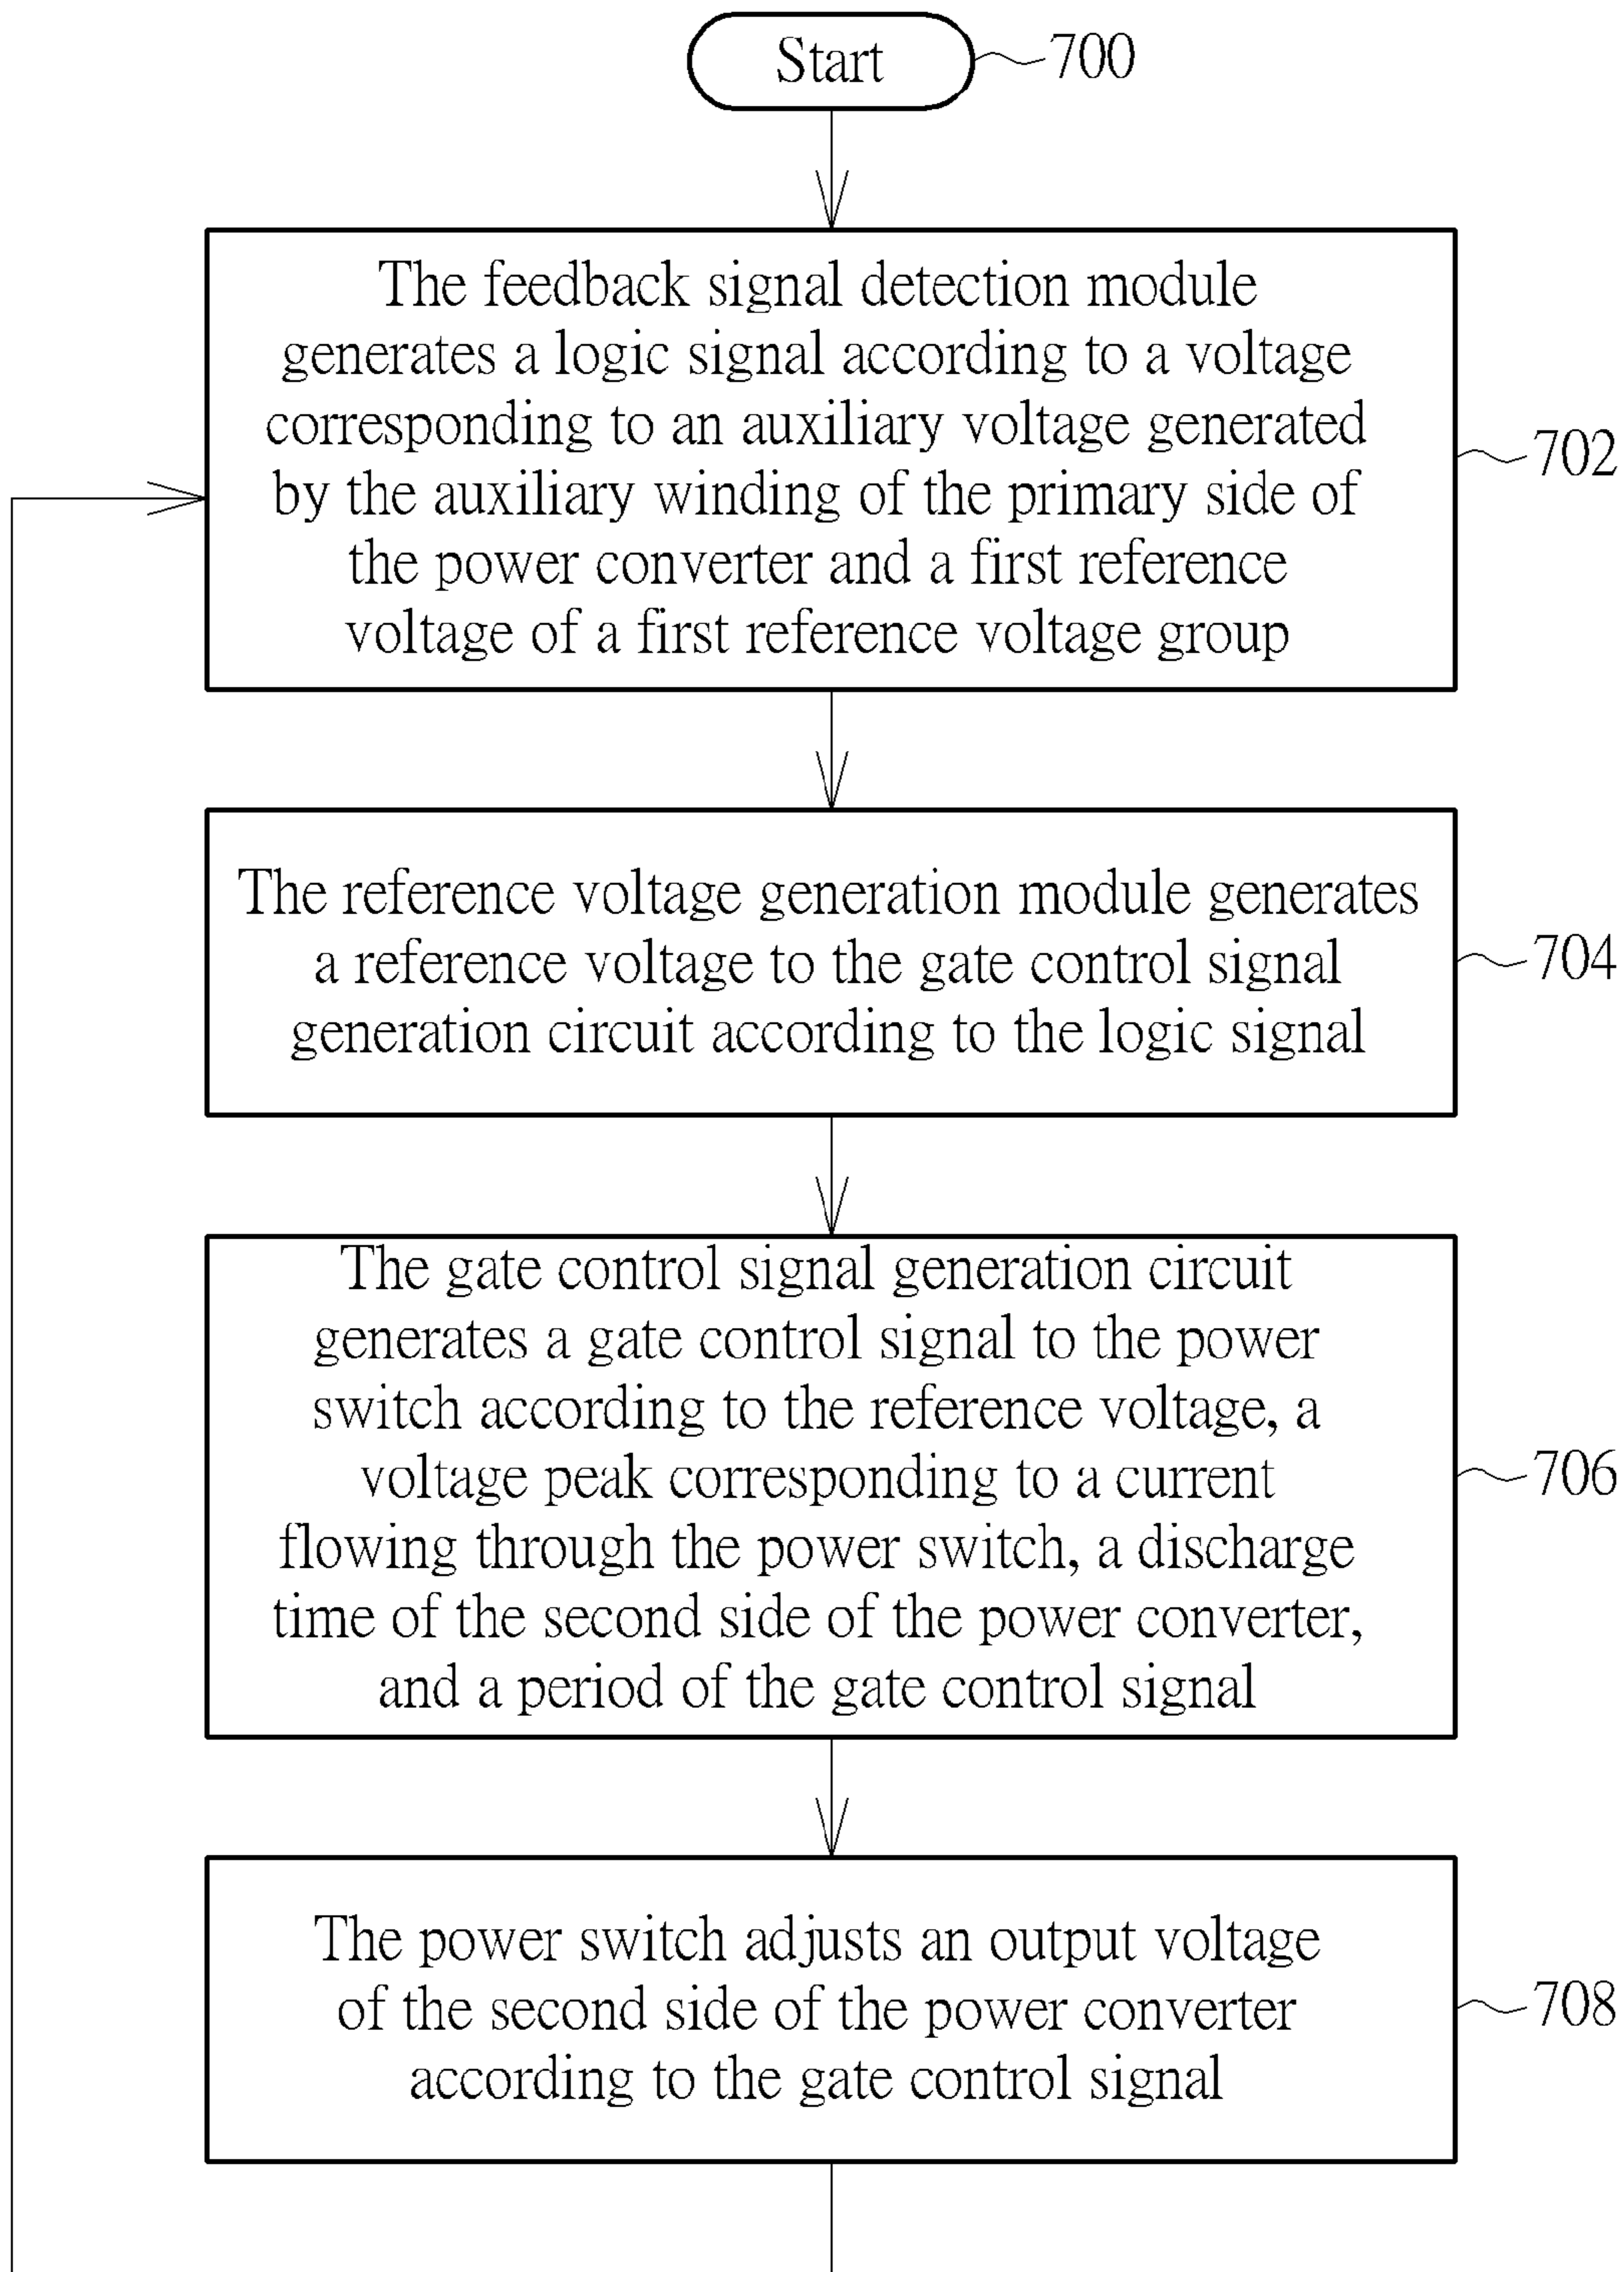 Start
700
The feedback signal detection module
generates a logic signal according to a voltage
corresponding to an auxiliary voltage generated
by the auxiliary winding of the primary side of
the power converter and a first reference
voltage of a first reference voltage group
702
The reference voltage generation module generates
a reference voltage to the gate control signal
generation circuit according to the logic signal
704
The gate control signal generation circuit
generates a gate control signal to the power
switch according to the reference voltage, a
voltage peak corresponding to a current
flowing through the power switch, a discharge
time of the second side of the power converter,
and a period of the gate control signal
706
The power switch adjusts an output voltage
of the second side of the power converter
according to the gate control signal
708